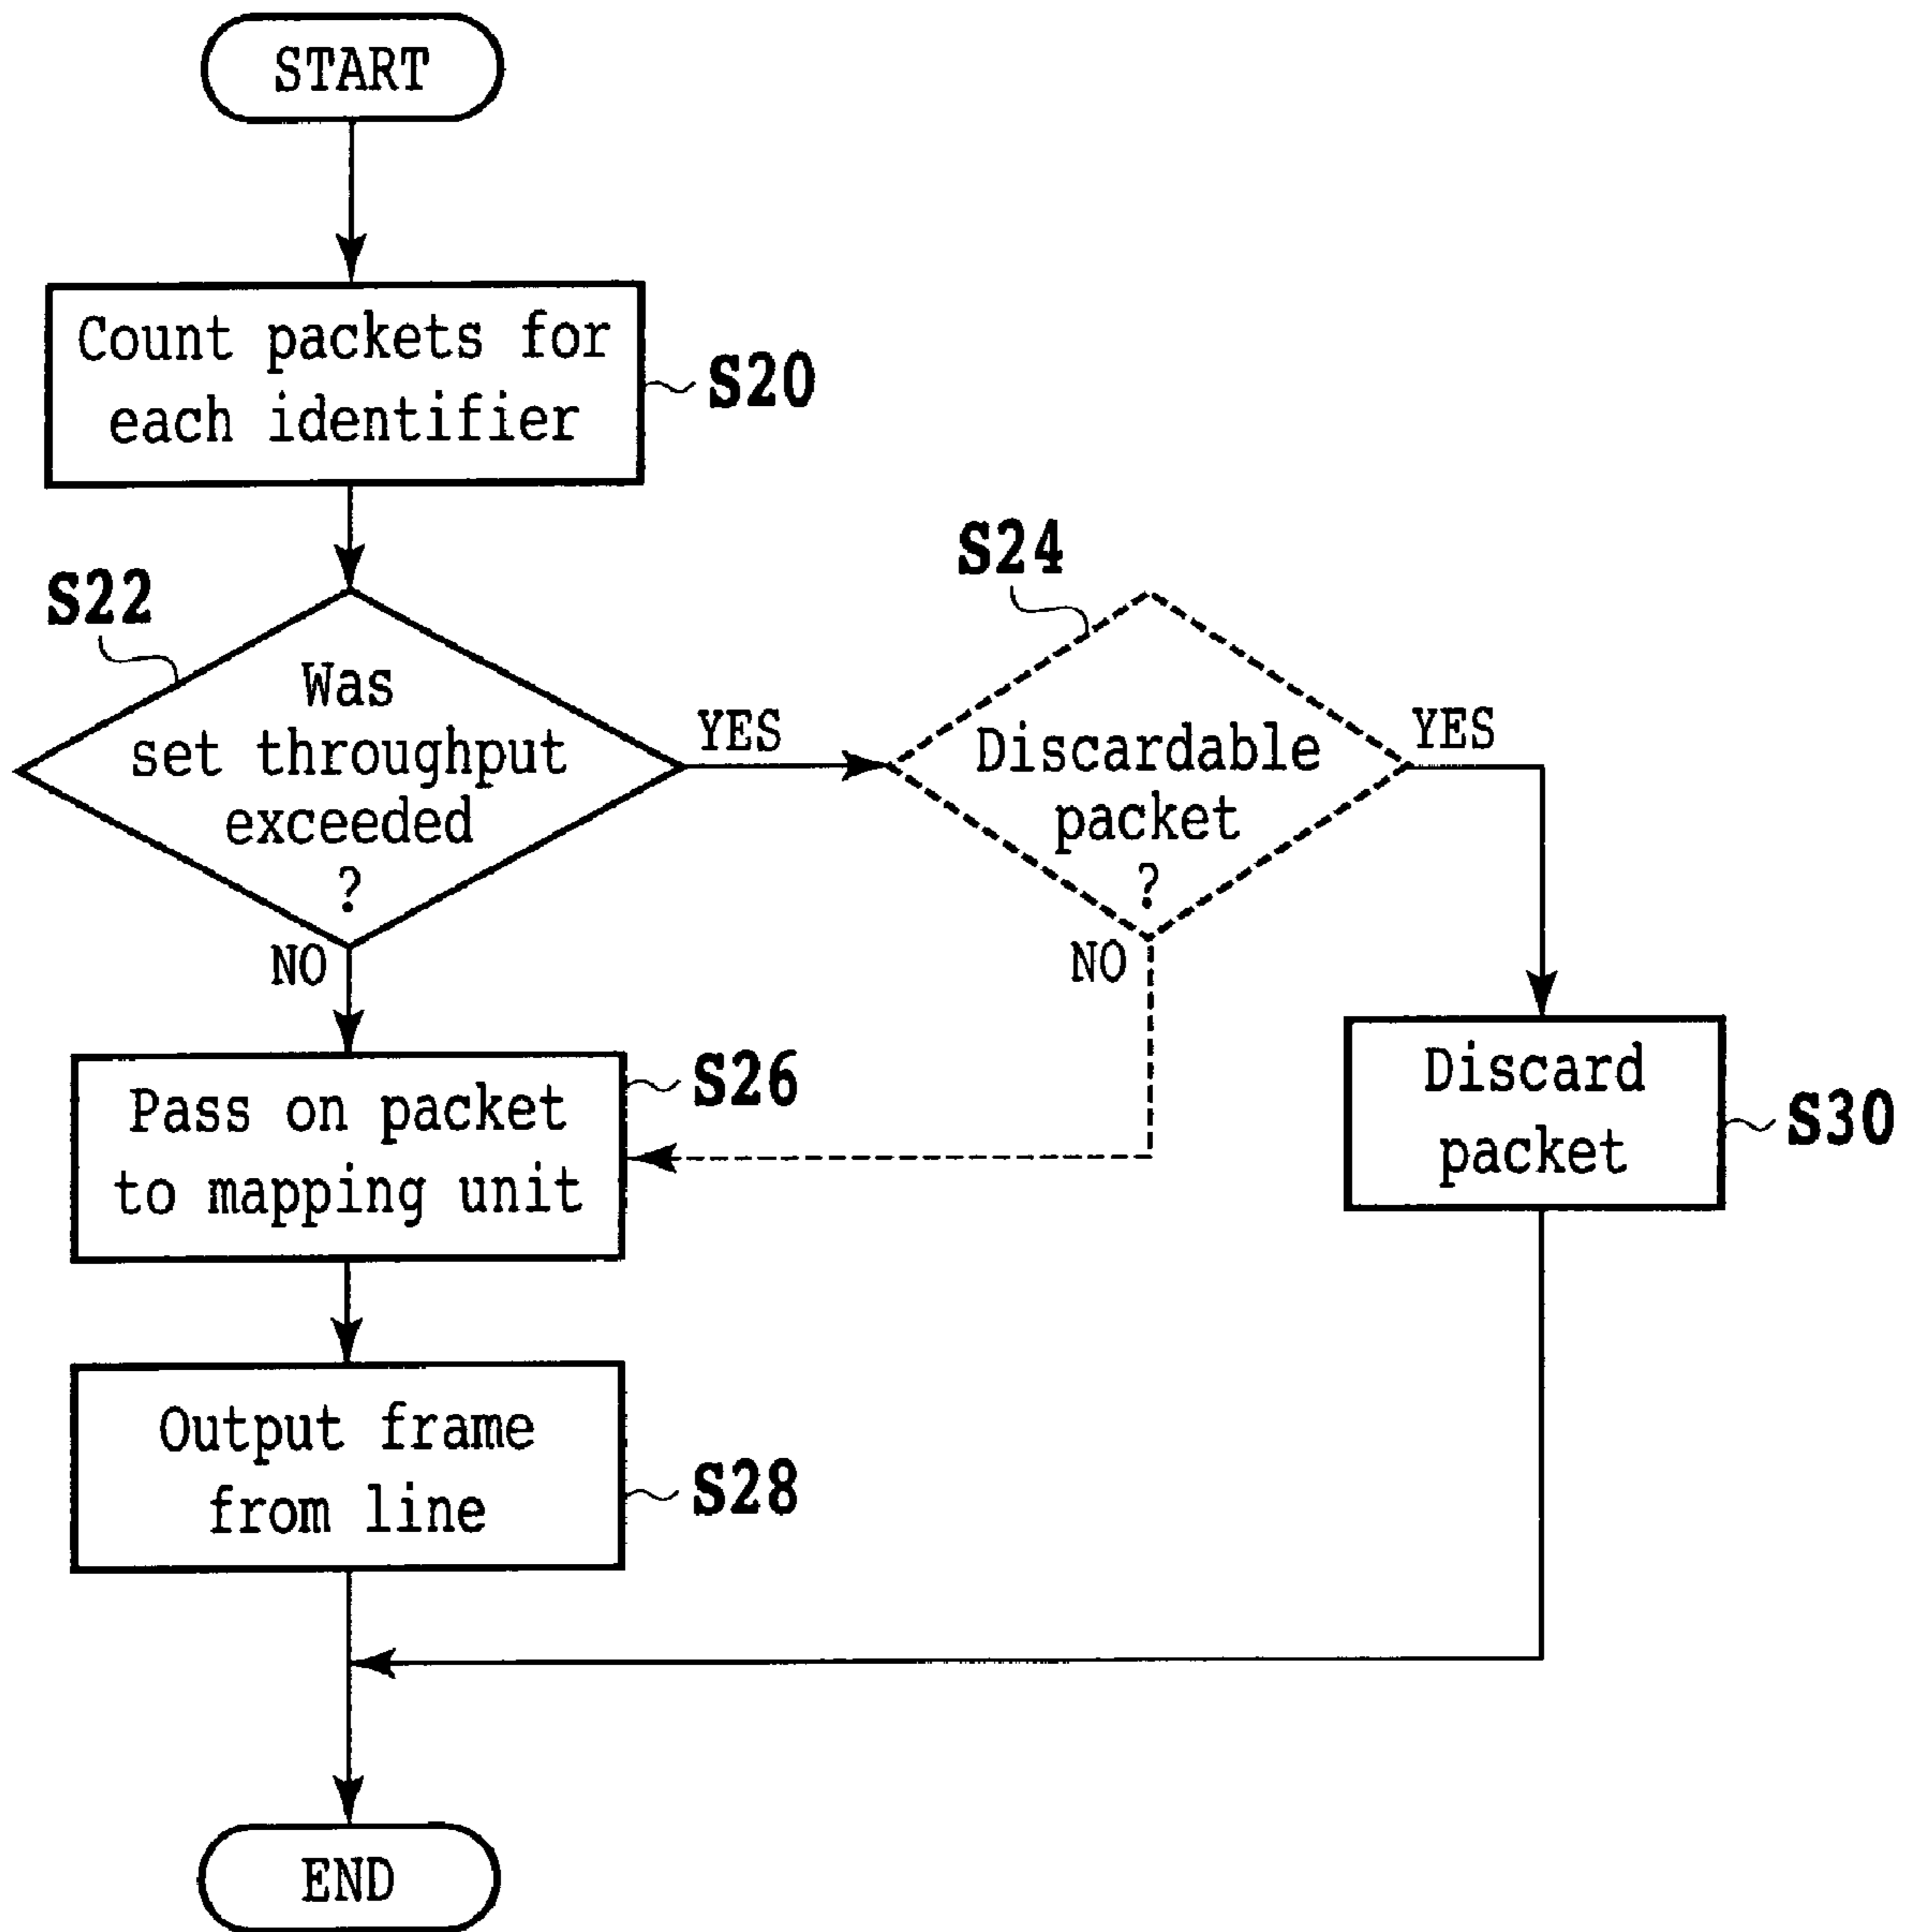 START
Count packets for
each identifier
S20
S22
Was
set throughput
exceeded
?
YES
NO
S24
Discardable
packet
?
YES
NO
Pass on packet
to mapping unit
S26
Discard
packet
S30
Output frame
from line
S28
END